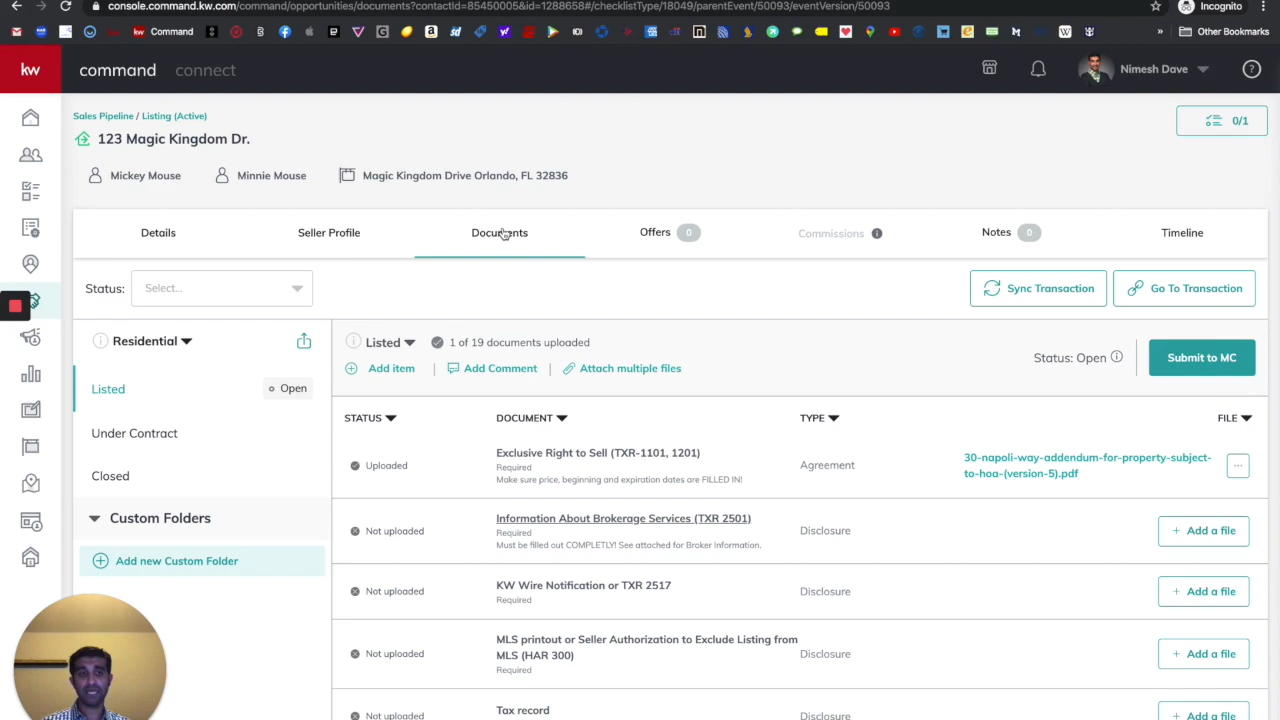 console.command.kw.com/command/opportunities/documents?contactId=85450005&id=1288658#/checklistType/18049/parentEvent/50093/eventVersion/50093
Incognito
kw Command
» Other Bookmarks
kw
command connect
Nimesh Dave
Sales Pipeline / Listing (Active)
0/1
123 Magic Kingdom Dr.
Mickey Mouse
Minnie Mouse
Magic Kingdom Drive Orlando, FL 32836
Details
Seller Profile
Documents
Offers 0
Commissions
Notes 0
Timeline
Status: Select...
Sync Transaction
Go To Transaction
Residential
Listed
Open
Under Contract
Closed
Custom Folders
Add new Custom Folder
Listed
1 of 19 documents uploaded
Add item | Add Comment | Attach multiple files
Status: Open
Submit to MC
STATUS DOCUMENT TYPE FILE
Uploaded
Exclusive Right to Sell (TXR-1101, 1201)
Required
Make sure price, beginning and expiration dates are FILLED IN!
Agreement
30-napoli-way-addendum-for-property-subject-
to-hoa-(version-5).pdf
...
Not uploaded
Information About Brokerage Services (TXR 2501)
Required
Must be filled out COMPLETLY! See attached for Broker Information.
Disclosure
+ Add a file
Not uploaded
KW Wire Notification or TXR 2517
Required
Disclosure
+ Add a file
Not uploaded
MLS printout or Seller Authorization to Exclude Listing from
MLS (HAR 300)
Required
Disclosure
+ Add a file
Not uploaded
Tax record
Disclosure
+ Add a file